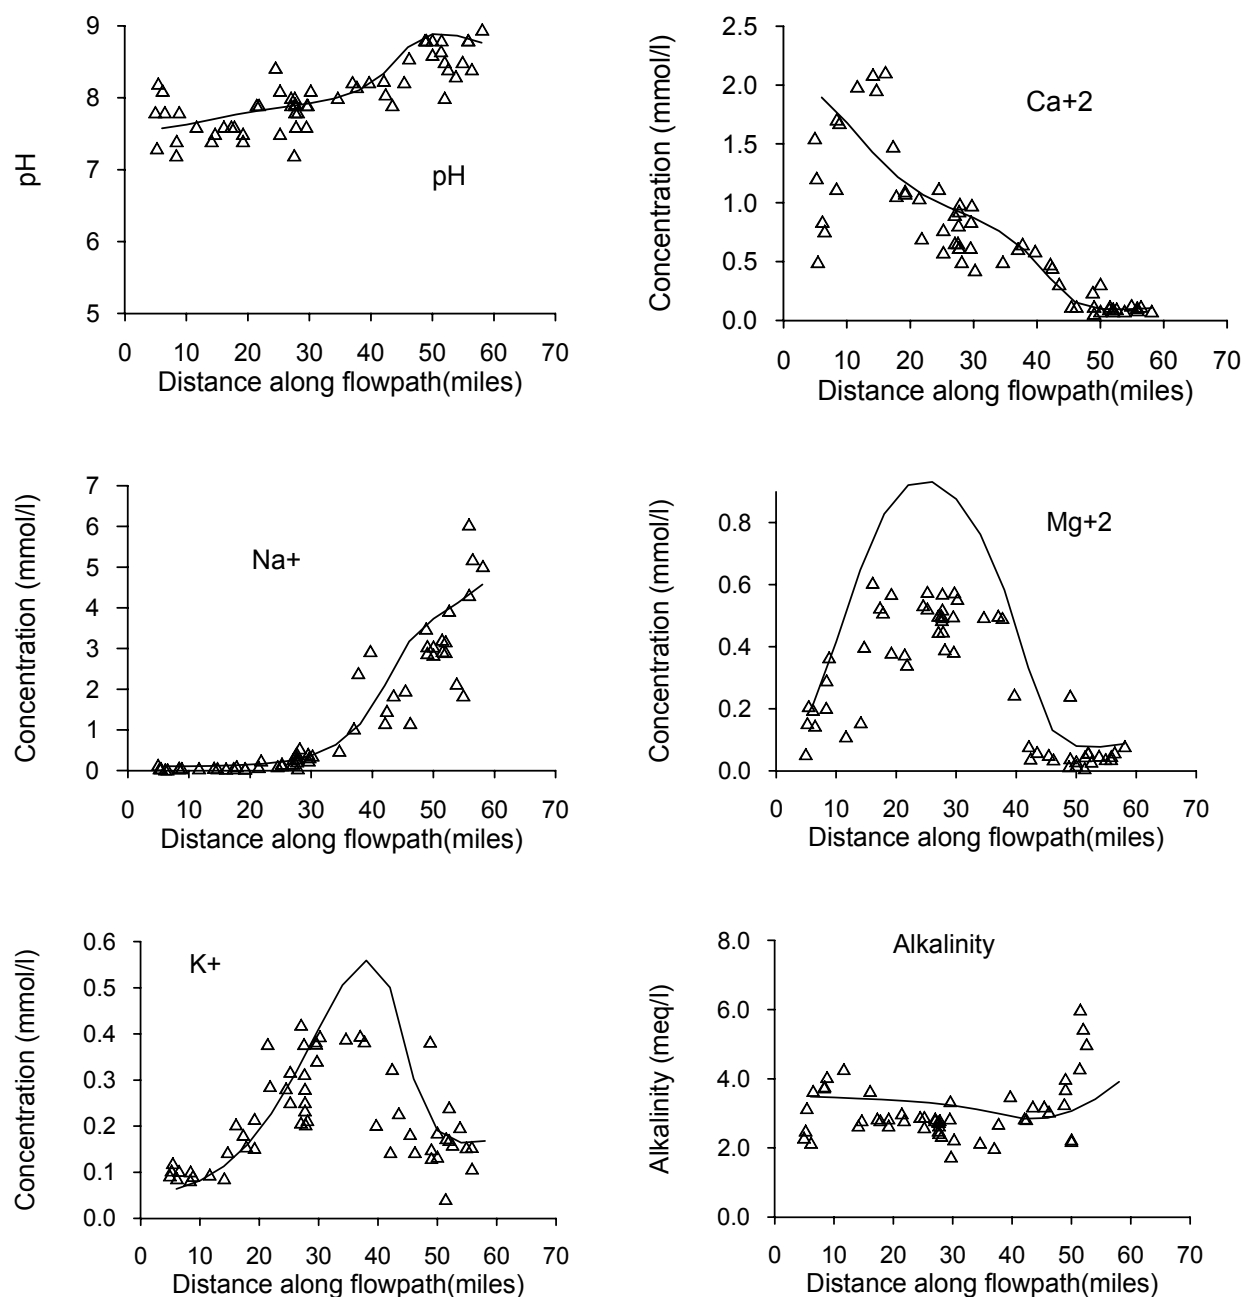 9
8
7
6
5
pH
pH
0 10 20 30 40 50 60 70
Distance along flowpath(miles)
2.5
2.0
1.5
1.0
0.5
0.0
Concentration (mmol/l)
Ca+2
0 10 20 30 40 50 60 70
Distance along flowpath(miles)
7
6
5
4
3
2
1
0
Concentration (mmol/l)
Na+
0 10 20 30 40 50 60 70
Distance along flowpath(miles)
0.8
0.6
0.4
0.2
0.0
Concentration (mmol/l)
Mg+2
0 10 20 30 40 50 60 70
Distance along flowpath(miles)
0.6
0.5
0.4
0.3
0.2
0.1
0.0
Concentration (mmol/l)
K+
0 10 20 30 40 50 60 70
Distance along flowpath(miles)
8.0
6.0
4.0
2.0
0.0
Alkalinity (meq/l)
Alkalinity
0 10 20 30 40 50 60 70
Distance along flowpath(miles)